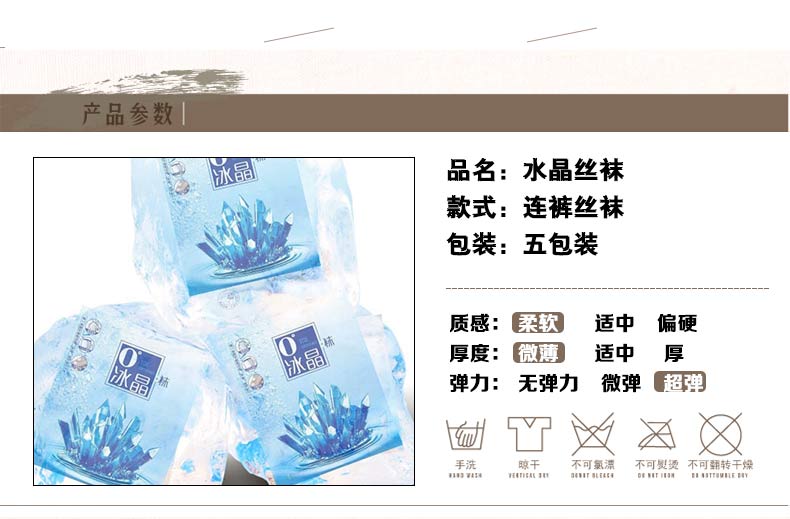 产品参数
0°
冰晶
袜
0°
冰晶
袜
0°
冰晶
袜
品名：水晶丝袜
款式：连裤丝袜
包装：五包装
质感：柔软 适中 偏硬
厚度：微薄 适中 厚
弹力：无弹力 微弹 超弹
手洗 晾干 不可氯漂 不可熨烫 不可翻转干燥
HAND WASH VERTICAL DRY DONOT BLEACH DO NOT IRON DO NOTTUMBLE DRY